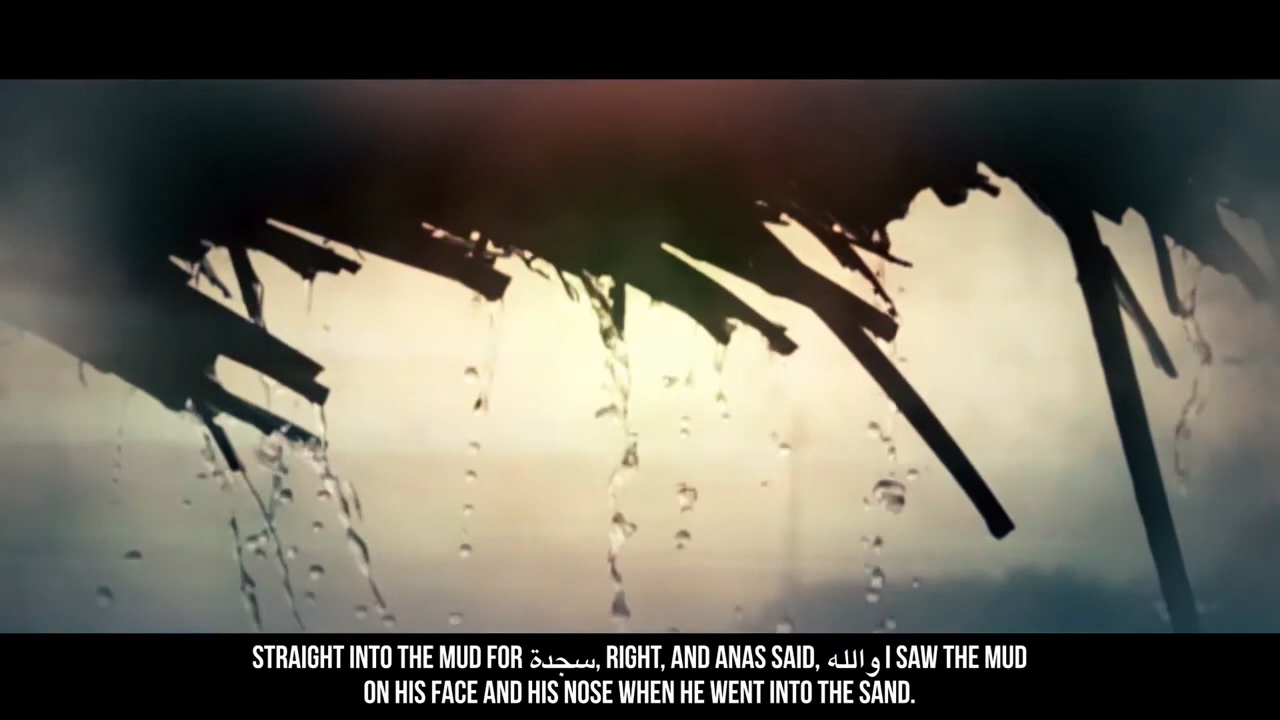 STRAIGHT INTO THE MUD FOR سجدة, RIGHT, AND ANAS SAID, والله I SAW THE MUD
ON HIS FACE AND HIS NOSE WHEN HE WENT INTO THE SAND.